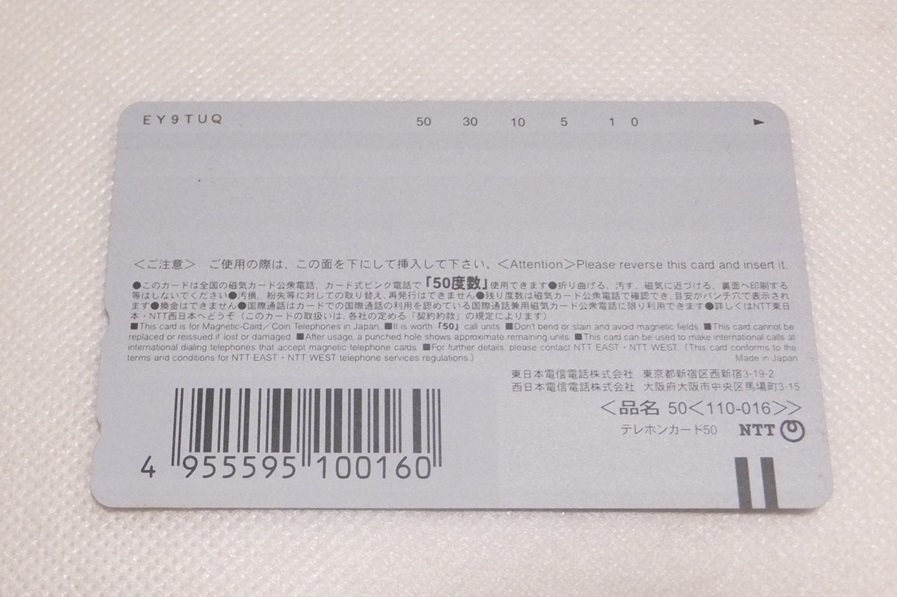 EY9TUQ 50 30 10 5 1 0 ►
<ご注意> ご使用の際は、この面を下にして挿入して下さい。<Attention>Please reverse this card and insert it.
●このカードは全国の磁気カード公衆電話、カード式ピンク電話で「50度数」使用できます●折り曲げる、汚す、磁気に近づける、裏面へ印刷する
等はしないでください●汚損、紛失等に対しての取り替え、再発行はできません●残り度数は磁気カード公衆電話で確認でき、目安がパンチ穴で表示されま
す●換金はできません●国際通話はカードでの国際通話の利用を認めている国際通話兼用磁気カード公衆電話に限り利用できます●詳しくはNTT東日
本・NTT西日本へどうぞ（このカードの取扱いは、各社の定める「契約約款」の規定によります）
■This card is for Magnetic-Card／Coin Telephones in Japan. ■It is worth「50」call units. ■Don't bend or stain and avoid magnetic fields. ■This card cannot be
replaced or reissued if lost or damaged. ■After usage, a punched hole shows approximate remaining units. ■This card can be used to make international calls at
international dialing telephones that accept magnetic telephone cards. ■For further details, please contact NTT EAST・NTT WEST. (This card conforms to the
terms and conditions for NTT EAST・NTT WEST telephone services regulations.) Made in Japan
東日本電信電話株式会社 東京都新宿区西新宿3-19-2
西日本電信電話株式会社 大阪府大阪市中央区馬場町3-15
<品名 50<110-016>>
テレホンカード50 NTT
4 955595 100160